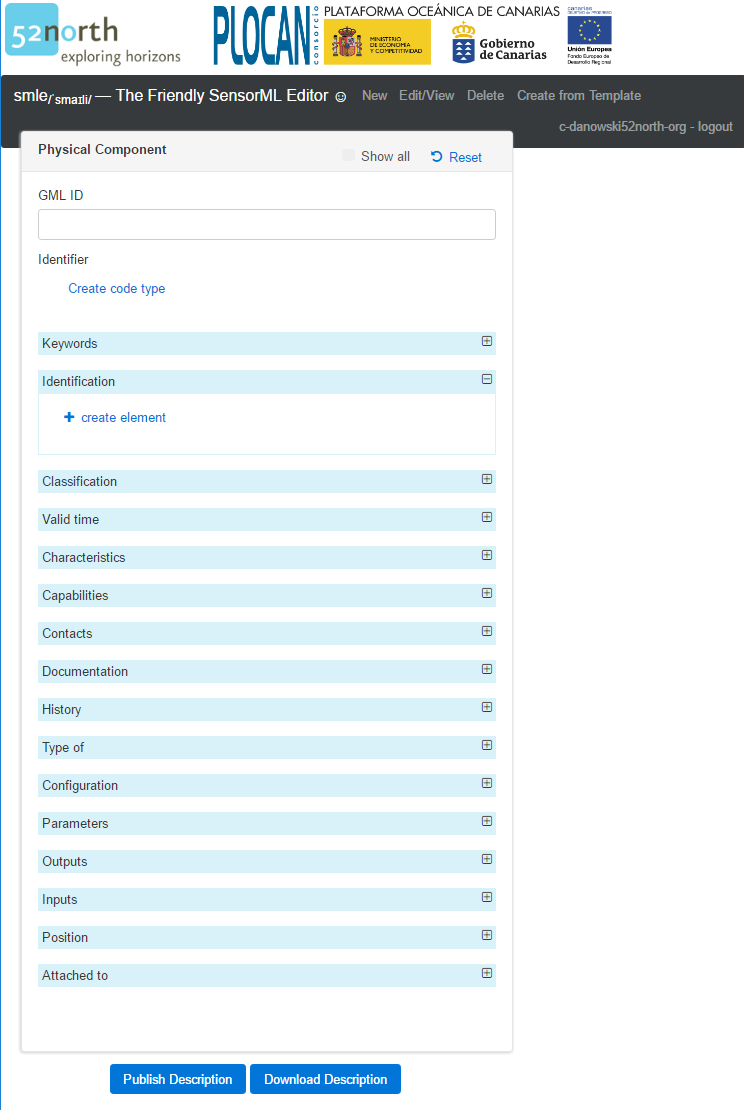 52north
exploring horizons
PLOCAN
consorcio
PLATAFORMA OCEÁNICA DE CANARIAS
MINISTERIO
DE ECONOMÍA
Y COMPETITIVIDAD
Gobierno
de Canarias
canarias
Unión Europea
Fondo Europeo de
Desarrollo Regional
smle/ˈsmaɪli/ — The Friendly SensorML Editor ☺ New Edit/View Delete Create from Template
c-danowski52north-org - logout
Physical Component
Show all Reset
GML ID
Identifier
Create code type
Keywords
Identification
create element
Classification
Valid time
Characteristics
Capabilities
Contacts
Documentation
History
Type of
Configuration
Parameters
Outputs
Inputs
Position
Attached to
Publish Description Download Description